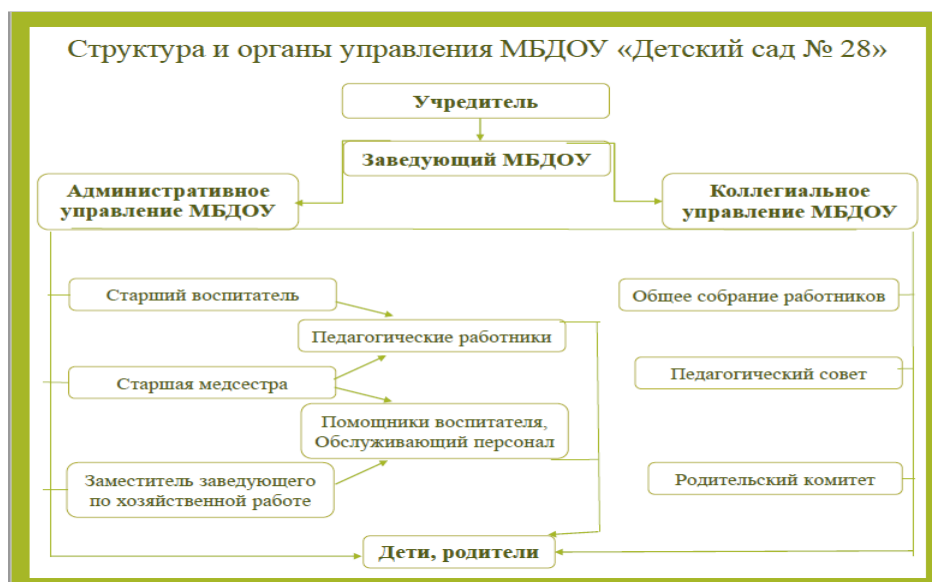 Структура и органы управления МБДОУ «Детский сад № 28»
Учредитель
Заведующий МБДОУ
Административное
управление МБДОУ
Коллегиальное
управление МБДОУ
Старший воспитатель
Общее собрание работников
Педагогические работники
Старшая медсестра
Педагогический совет
Помощники воспитателя,
Обслуживающий персонал
Заместитель заведующего
по хозяйственной работе
Родительский комитет
Дети, родители